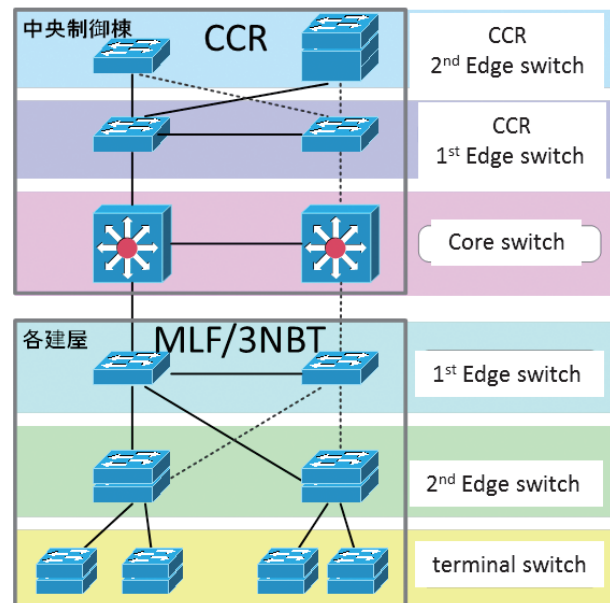 中央制御棟
CCR
CCR
2nd Edge switch
CCR
1st Edge switch
Core switch
各建屋
MLF/3NBT
1st Edge switch
2nd Edge switch
terminal switch